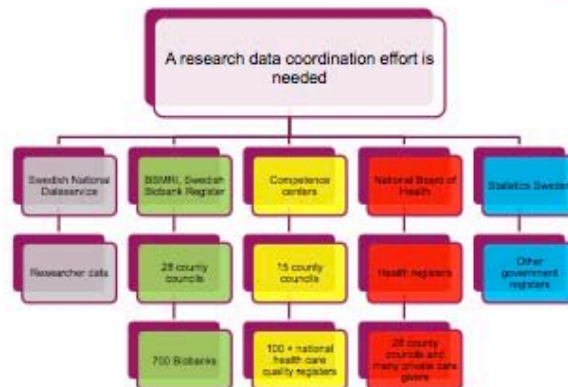 A research data coordination effort is
needed
Swedish National
Dataservice
BBMRI, Swedish
Biobank Register
Competence
centers
National Board of
Health
Statistics Sweden
Researcher data
28 county
councils
15 county
councils
Health registers
Other
government
registers
700 Biobanks
100 + national
health care
quality registers
28 county
councils and
many private care
givers